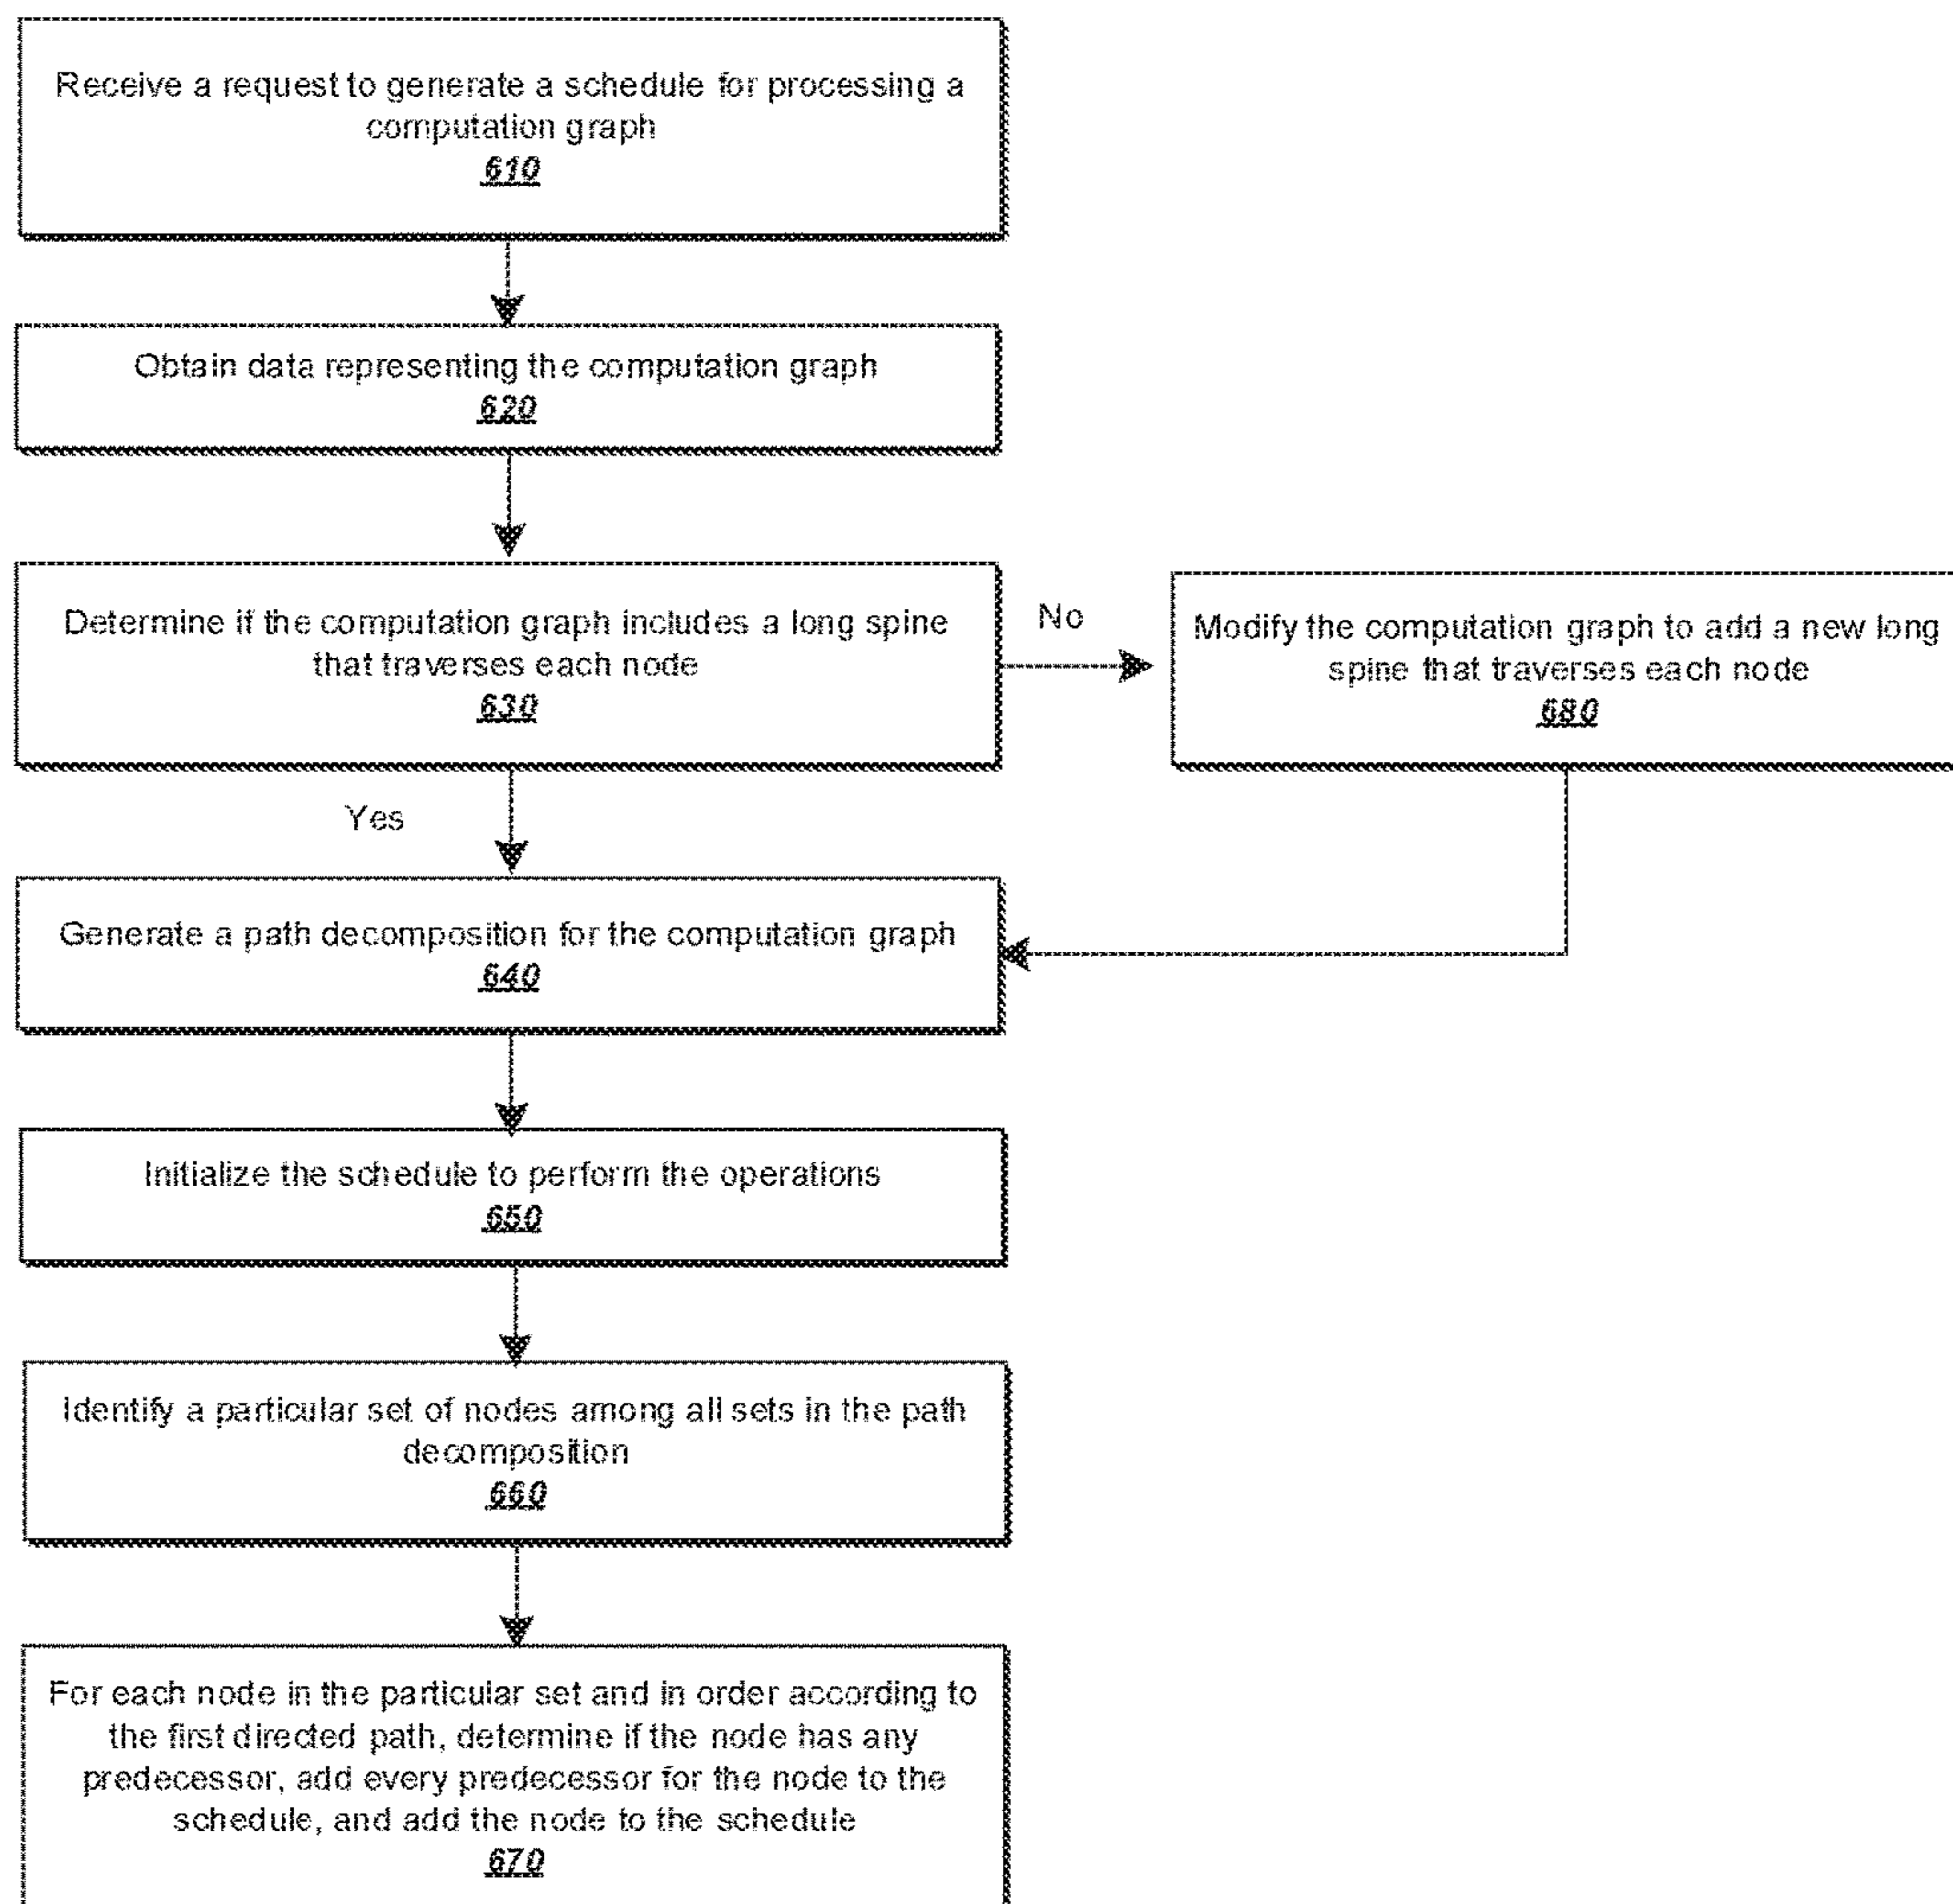 Receive a request to generate a schedule for processing a
computation graph
610
Obtain data representing the computation graph
620
Determine if the computation graph includes a long spine
that traverses each node
630
No
Modify the computation graph to add a new long
spine that traverses each node
680
Yes
Generate a path decomposition for the computation graph
640
Initialize the schedule to perform the operations
650
Identify a particular set of nodes among all sets in the path
decomposition
660
For each node in the particular set and in order according to
the first directed path, determine if the node has any
predecessor, add every predecessor for the node to the
schedule, and add the node to the schedule
670